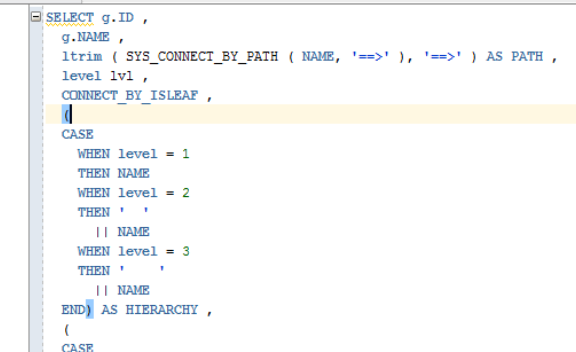 SELECT g.ID ,
g.NAME ,
ltrim ( SYS_CONNECT_BY_PATH ( NAME, '==>' ), '==>' ) AS PATH ,
level lvl ,
CONNECT_BY_ISLEAF ,
(
CASE
WHEN level = 1
THEN NAME
WHEN level = 2
THEN '  '
|| NAME
WHEN level = 3
THEN '    '
|| NAME
END) AS HIERARCHY ,
(
CASE